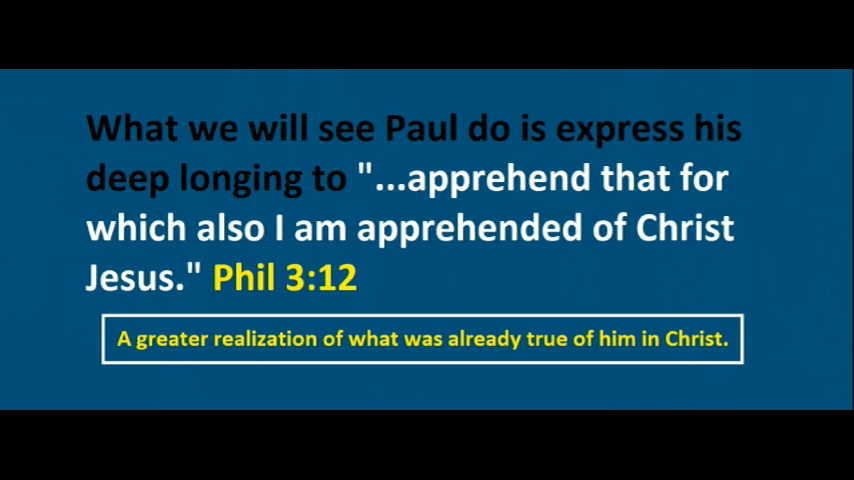 What we will see Paul do is express his
deep longing to "...apprehend that for
which also I am apprehended of Christ
Jesus." Phil 3:12
A greater realization of what was already true of him in Christ.